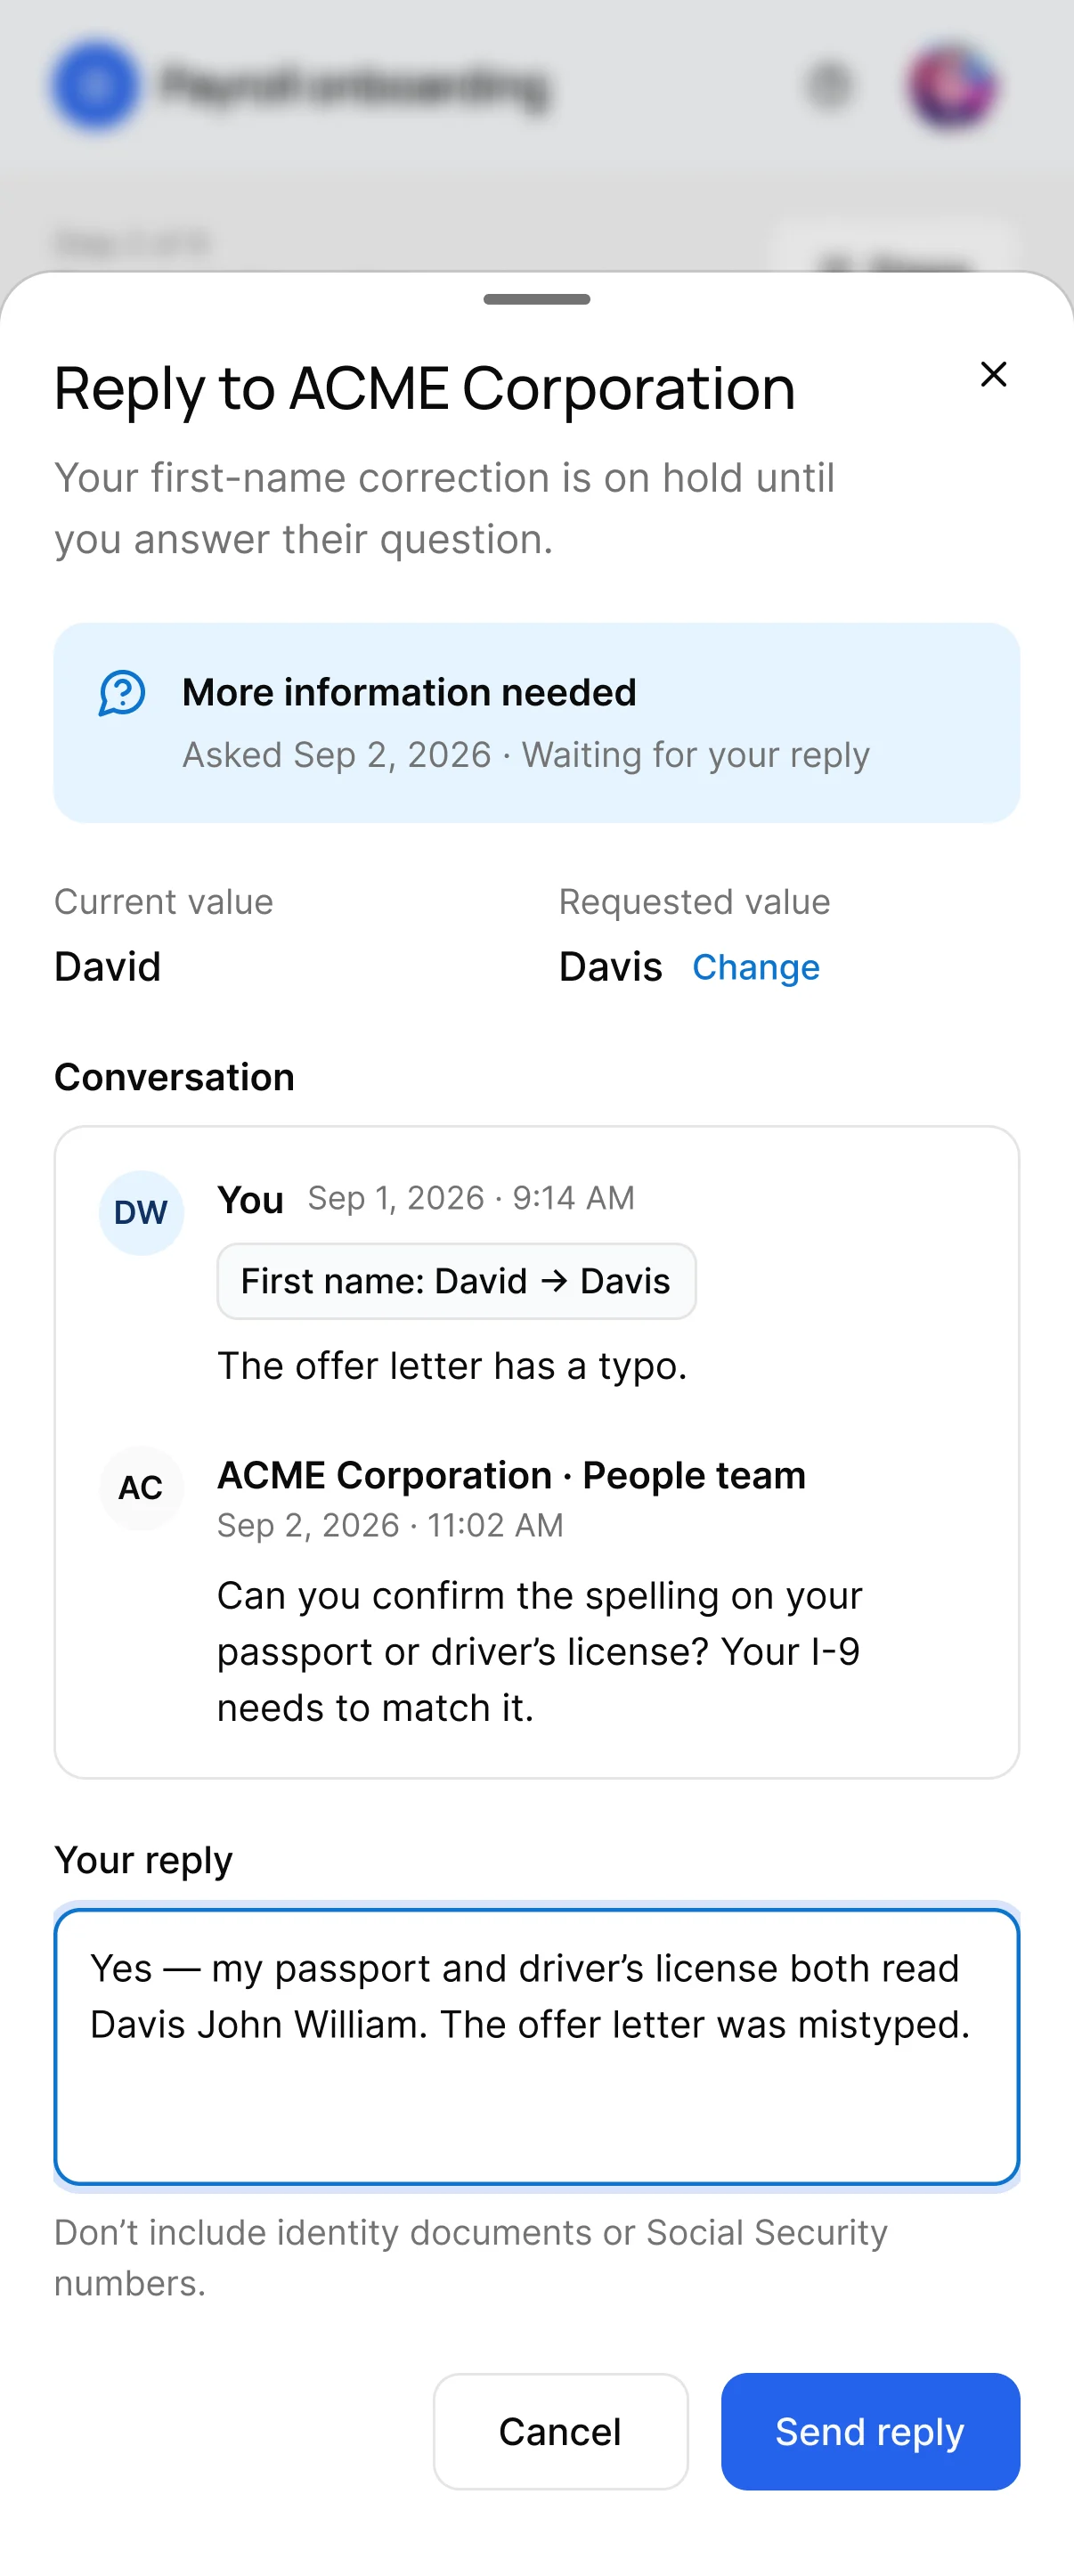 Payroll onboarding
Reply to ACME Corporation
Your first-name correction is on hold until
you answer their question.
More information needed
Asked Sep 2, 2026 · Waiting for your reply
Current value
Requested value
David
Davis Change
Conversation
DW
You Sep 1, 2026 · 9:14 AM
First name: David → Davis
The offer letter has a typo.
AC
ACME Corporation · People team
Sep 2, 2026 · 11:02 AM
Can you confirm the spelling on your
passport or driver’s license? Your I-9
needs to match it.
Your reply
Yes — my passport and driver’s license both read
Davis John William. The offer letter was mistyped.
Don’t include identity documents or Social Security
numbers.
Cancel
Send reply